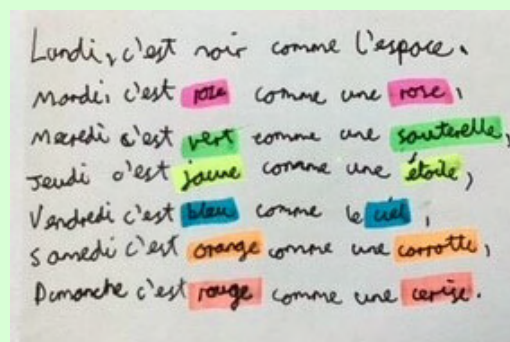 Lundi, c'est noir comme l'espace.
Mardi, c'est rose comme une rose,
Mecredi c'est vert comme une sauterelle,
Jeudi c'est jaune comme une étoile,
Vendredi c'est bleu comme le ciel,
Samedi c'est orange comme une carrotte,
Dimanche c'est rouge comme une cerise.